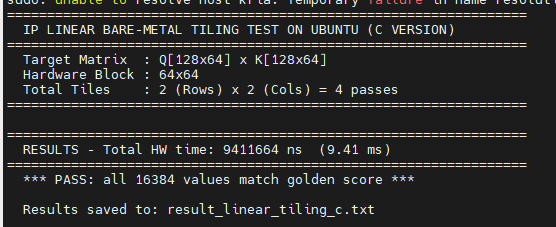 sudo: unable to resolve host kria: Temporary failure in name resoluti
================================================================
IP LINEAR BARE-METAL TILING TEST ON UBUNTU (C VERSION)
================================================================
Target Matrix  : Q[128x64] x K[128x64]
Hardware Block : 64x64
Total Tiles    : 2 (Rows) x 2 (Cols) = 4 passes
================================================================
================================================================
RESULTS - Total HW time: 9411664 ns  (9.41 ms)
================================================================
*** PASS: all 16384 values match golden score ***
Results saved to: result_linear_tiling_c.txt